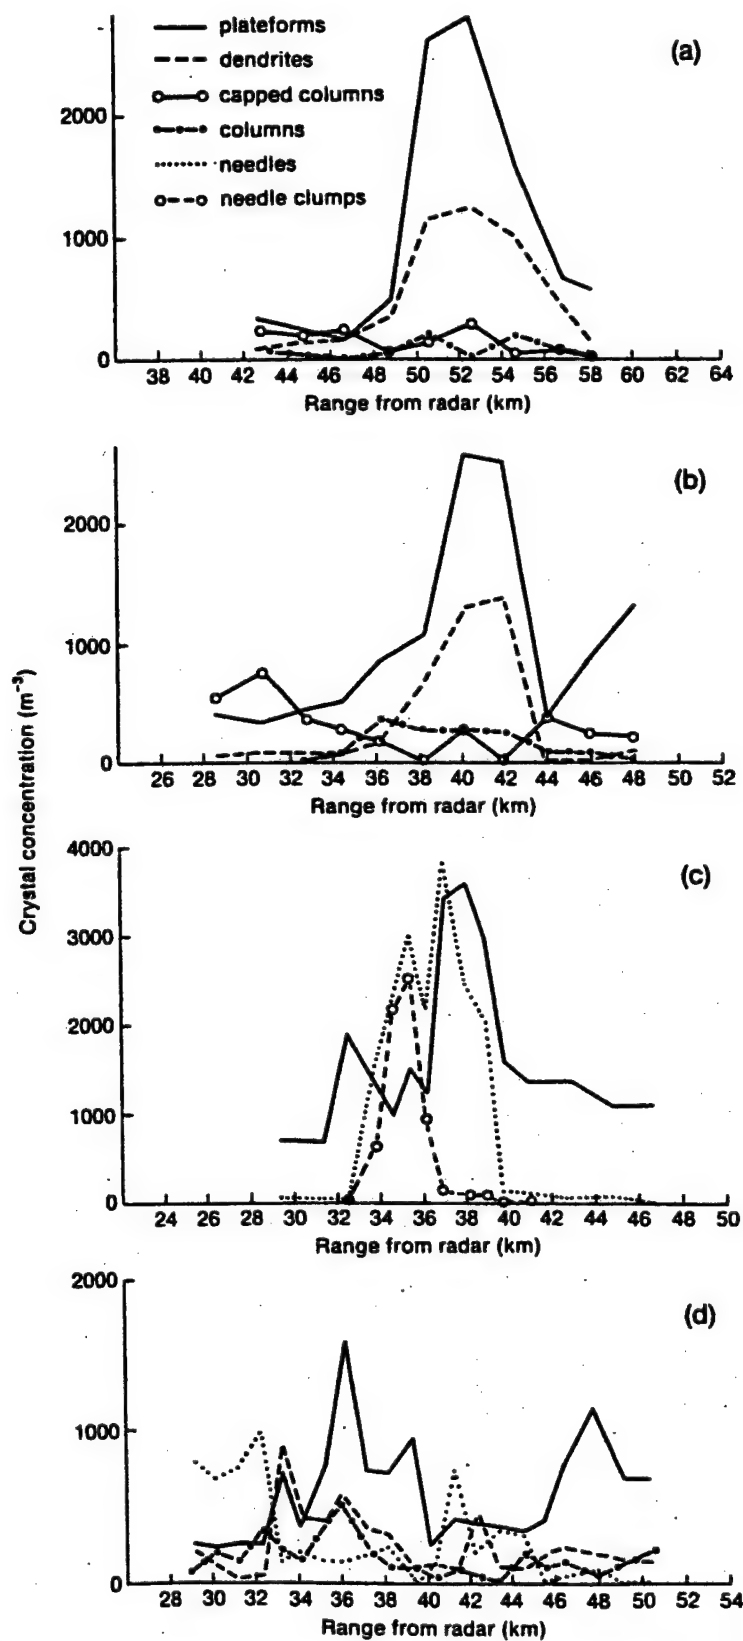 plateforms
dendrites
capped columns
columns
needles
needle clumps
(a)
2000
1000
0
38 40 42 44 46 48 50 52 54 56 58 60 62 64
Range from radar (km)
(b)
2000
1000
0
26 28 30 32 34 36 38 40 42 44 46 48 50 52
Range from radar (km)
Crystal concentration (m⁻³)
(c)
4000
3000
2000
1000
0
24 26 28 30 32 34 36 38 40 42 44 46 48 50
Range from radar (km)
(d)
2000
1000
0
28 30 32 34 36 38 40 42 44 46 48 50 52 54
Range from radar (km)